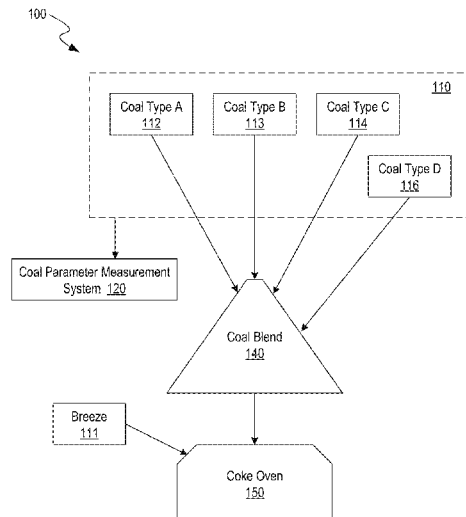 100
110
Coal Type A
112
Coal Type B
113
Coal Type C
114
Coal Type D
116
Coal Parameter Measurement
System 120
Coal Blend
140
Breeze
111
Coke Oven
150